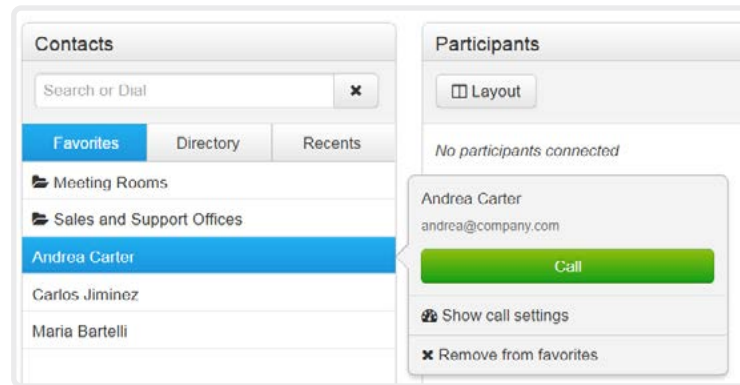 Contacts
Search or Dial
Favorites Directory Recents
Meeting Rooms
Sales and Support Offices
Andrea Carter
Carlos Jiminez
Maria Bartelli
Participants
Layout
No participants connected
Andrea Carter
andrea@company.com
Call
Show call settings
Remove from favorites